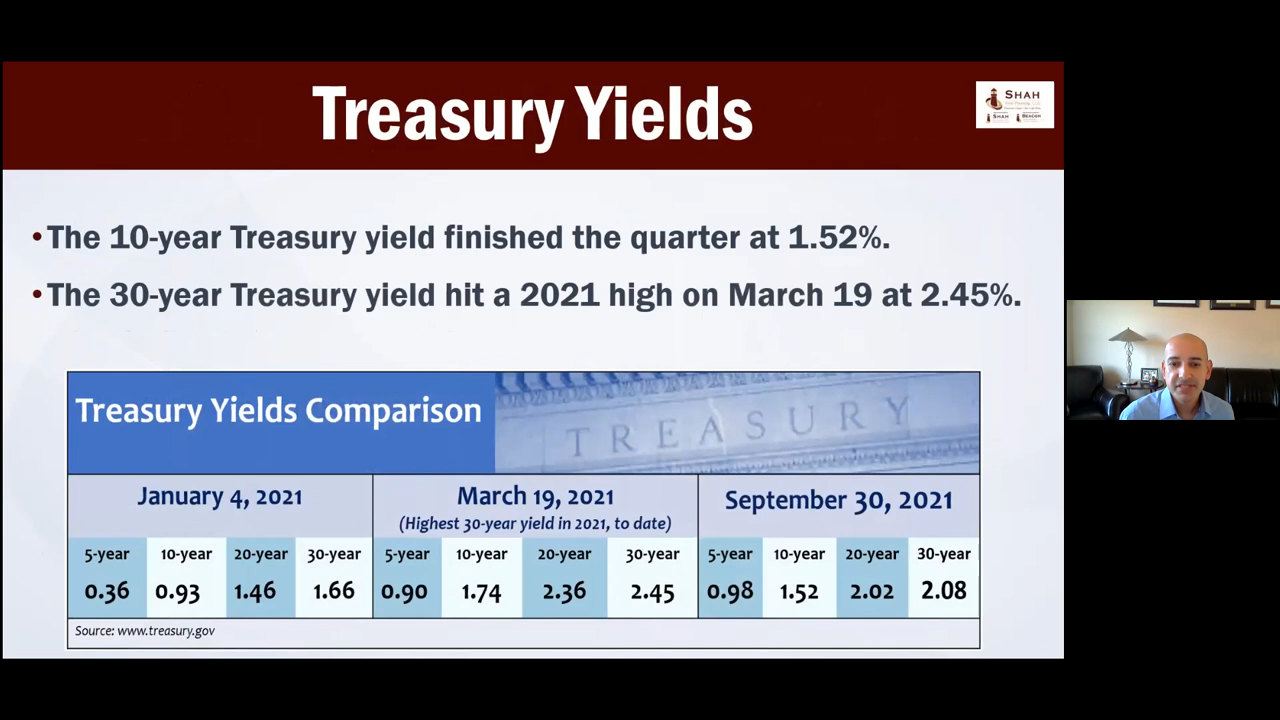 Treasury Yields
SHAH
SHAH BEACON
•The 10-year Treasury yield finished the quarter at 1.52%.
•The 30-year Treasury yield hit a 2021 high on March 19 at 2.45%.
Treasury Yields Comparison
TREASURY
January 4, 2021 March 19, 2021 September 30, 2021
(Highest 30-year yield in 2021, to date)
5-year 10-year 20-year 30-year 5-year 10-year 20-year 30-year 5-year 10-year 20-year 30-year
0.36 0.93 1.46 1.66 0.90 1.74 2.36 2.45 0.98 1.52 2.02 2.08
Source: www.treasury.gov